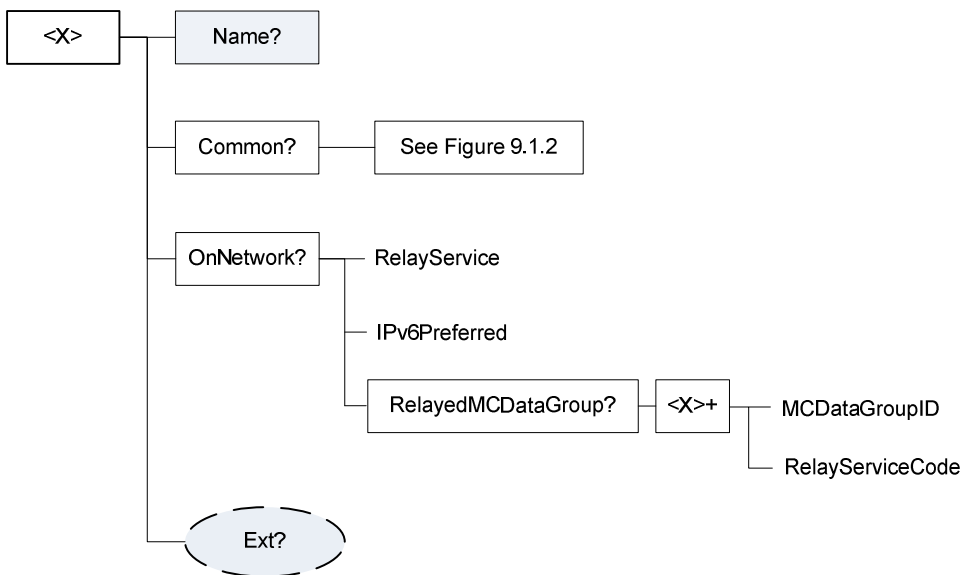 <X>
Name?
Common?
See Figure 9.1.2
OnNetwork?
RelayService
IPv6Preferred
RelayedMCDataGroup?
<X>+
MCDataGroupID
RelayServiceCode
Ext?